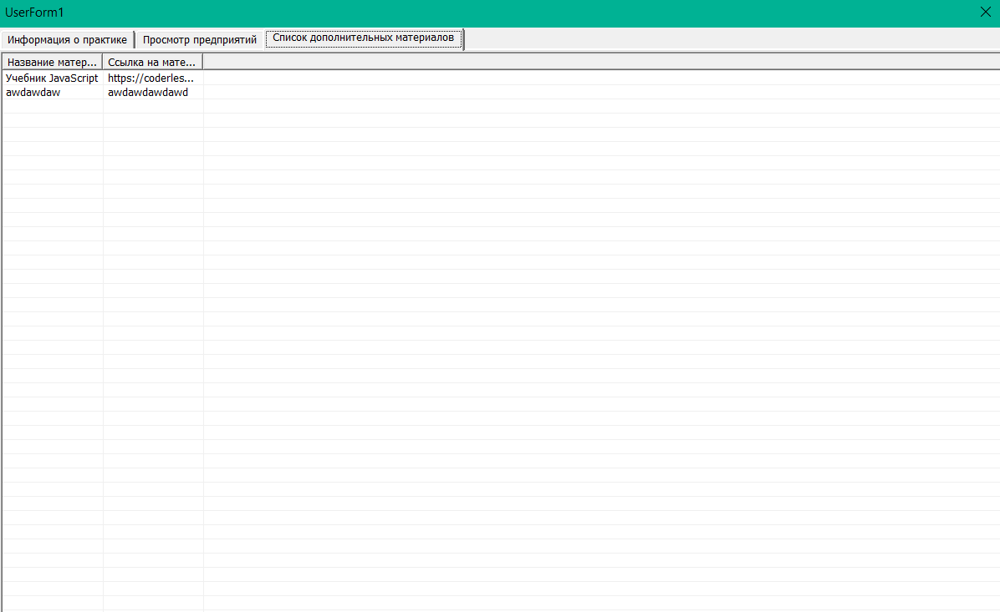 UserForm1
Информация о практике Просмотр предприятий Список дополнительных материалов
Название матер... Ссылка на мате...
Учебник JavaScript https://coderles...
awdawdaw awdawdawdawd